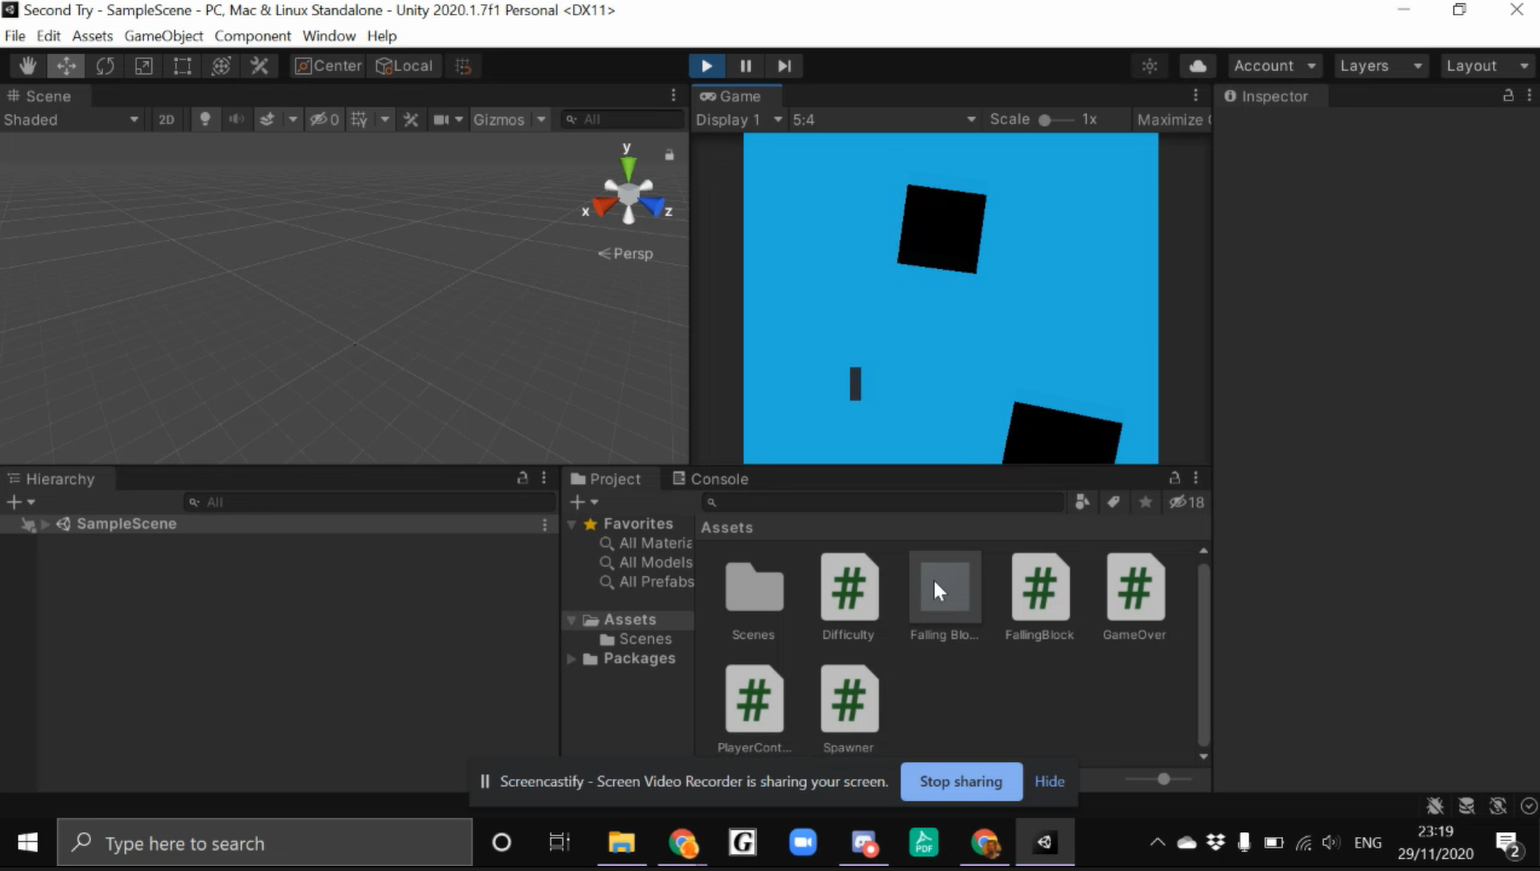 Second Try - SampleScene - PC, Mac & Linux Standalone - Unity 2020.1.7f1 Personal <DX11>
File Edit Assets GameObject Component Window Help
Center Local Account Layers Layout
Scene
Shaded 2D 0 Gizmos All
y
x z
Persp
Game
Display 1 5:4 Scale 1x Maximize
Inspector
Hierarchy
All
SampleScene
Project Console
18
Favorites
All Materia
All Models
All Prefabs
Assets
Scenes
Packages
Assets
Scenes Difficulty Falling Blo... FallingBlock GameOver
PlayerCont... Spawner
Screencastify - Screen Video Recorder is sharing your screen. Stop sharing Hide
Type here to search
G
PDF
ENG
23:19
29/11/2020
2